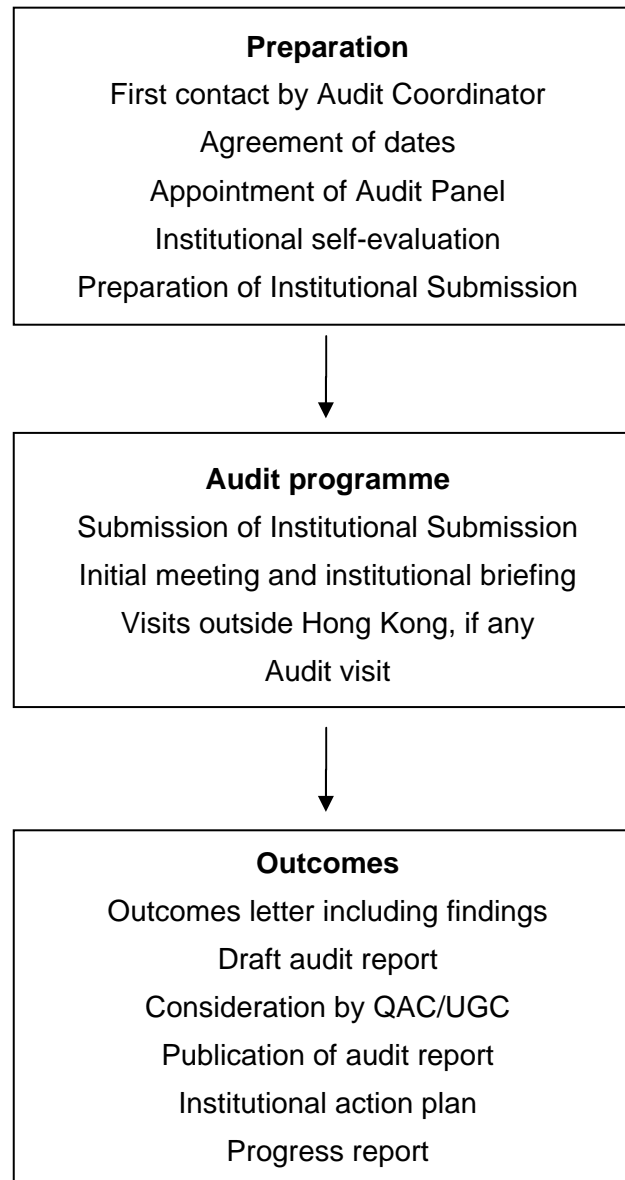 Preparation
First contact by Audit Coordinator
Agreement of dates
Appointment of Audit Panel
Institutional self-evaluation
Preparation of Institutional Submission
Audit programme
Submission of Institutional Submission
Initial meeting and institutional briefing
Visits outside Hong Kong, if any
Audit visit
Outcomes
Outcomes letter including findings
Draft audit report
Consideration by QAC/UGC
Publication of audit report
Institutional action plan
Progress report